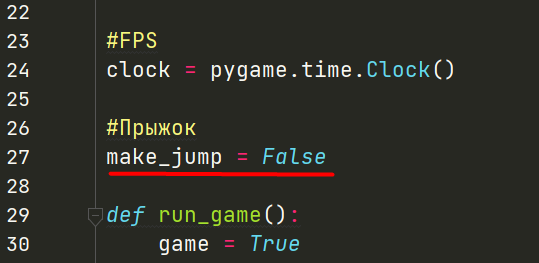 22
23 #FPS
24 clock = pygame.time.Clock()
25
26 #Прыжок
27 make_jump = False
28
29 def run_game():
30 game = True